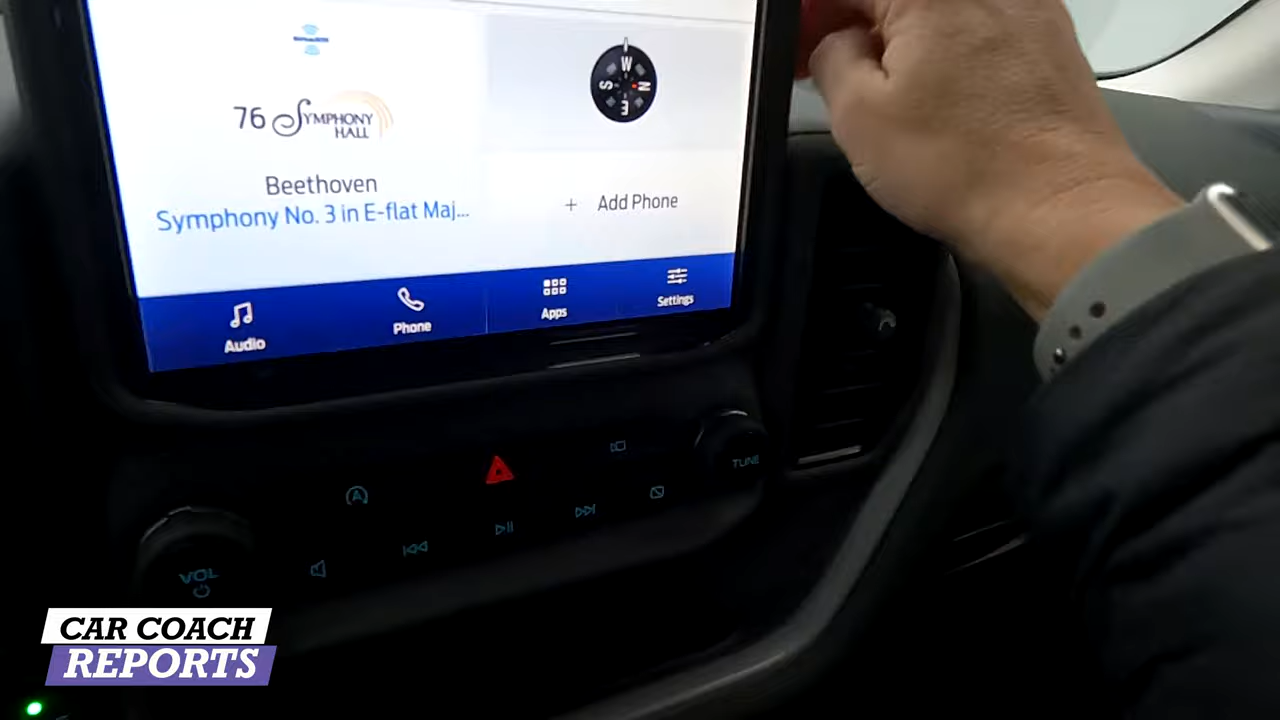 76 SYMPHONY HALL
Beethoven
Symphony No. 3 in E-flat Maj...
W
S
N
E
+ Add Phone
Audio
Phone
Apps
Settings
A
TUNE
VOL
CAR COACH
REPORTS